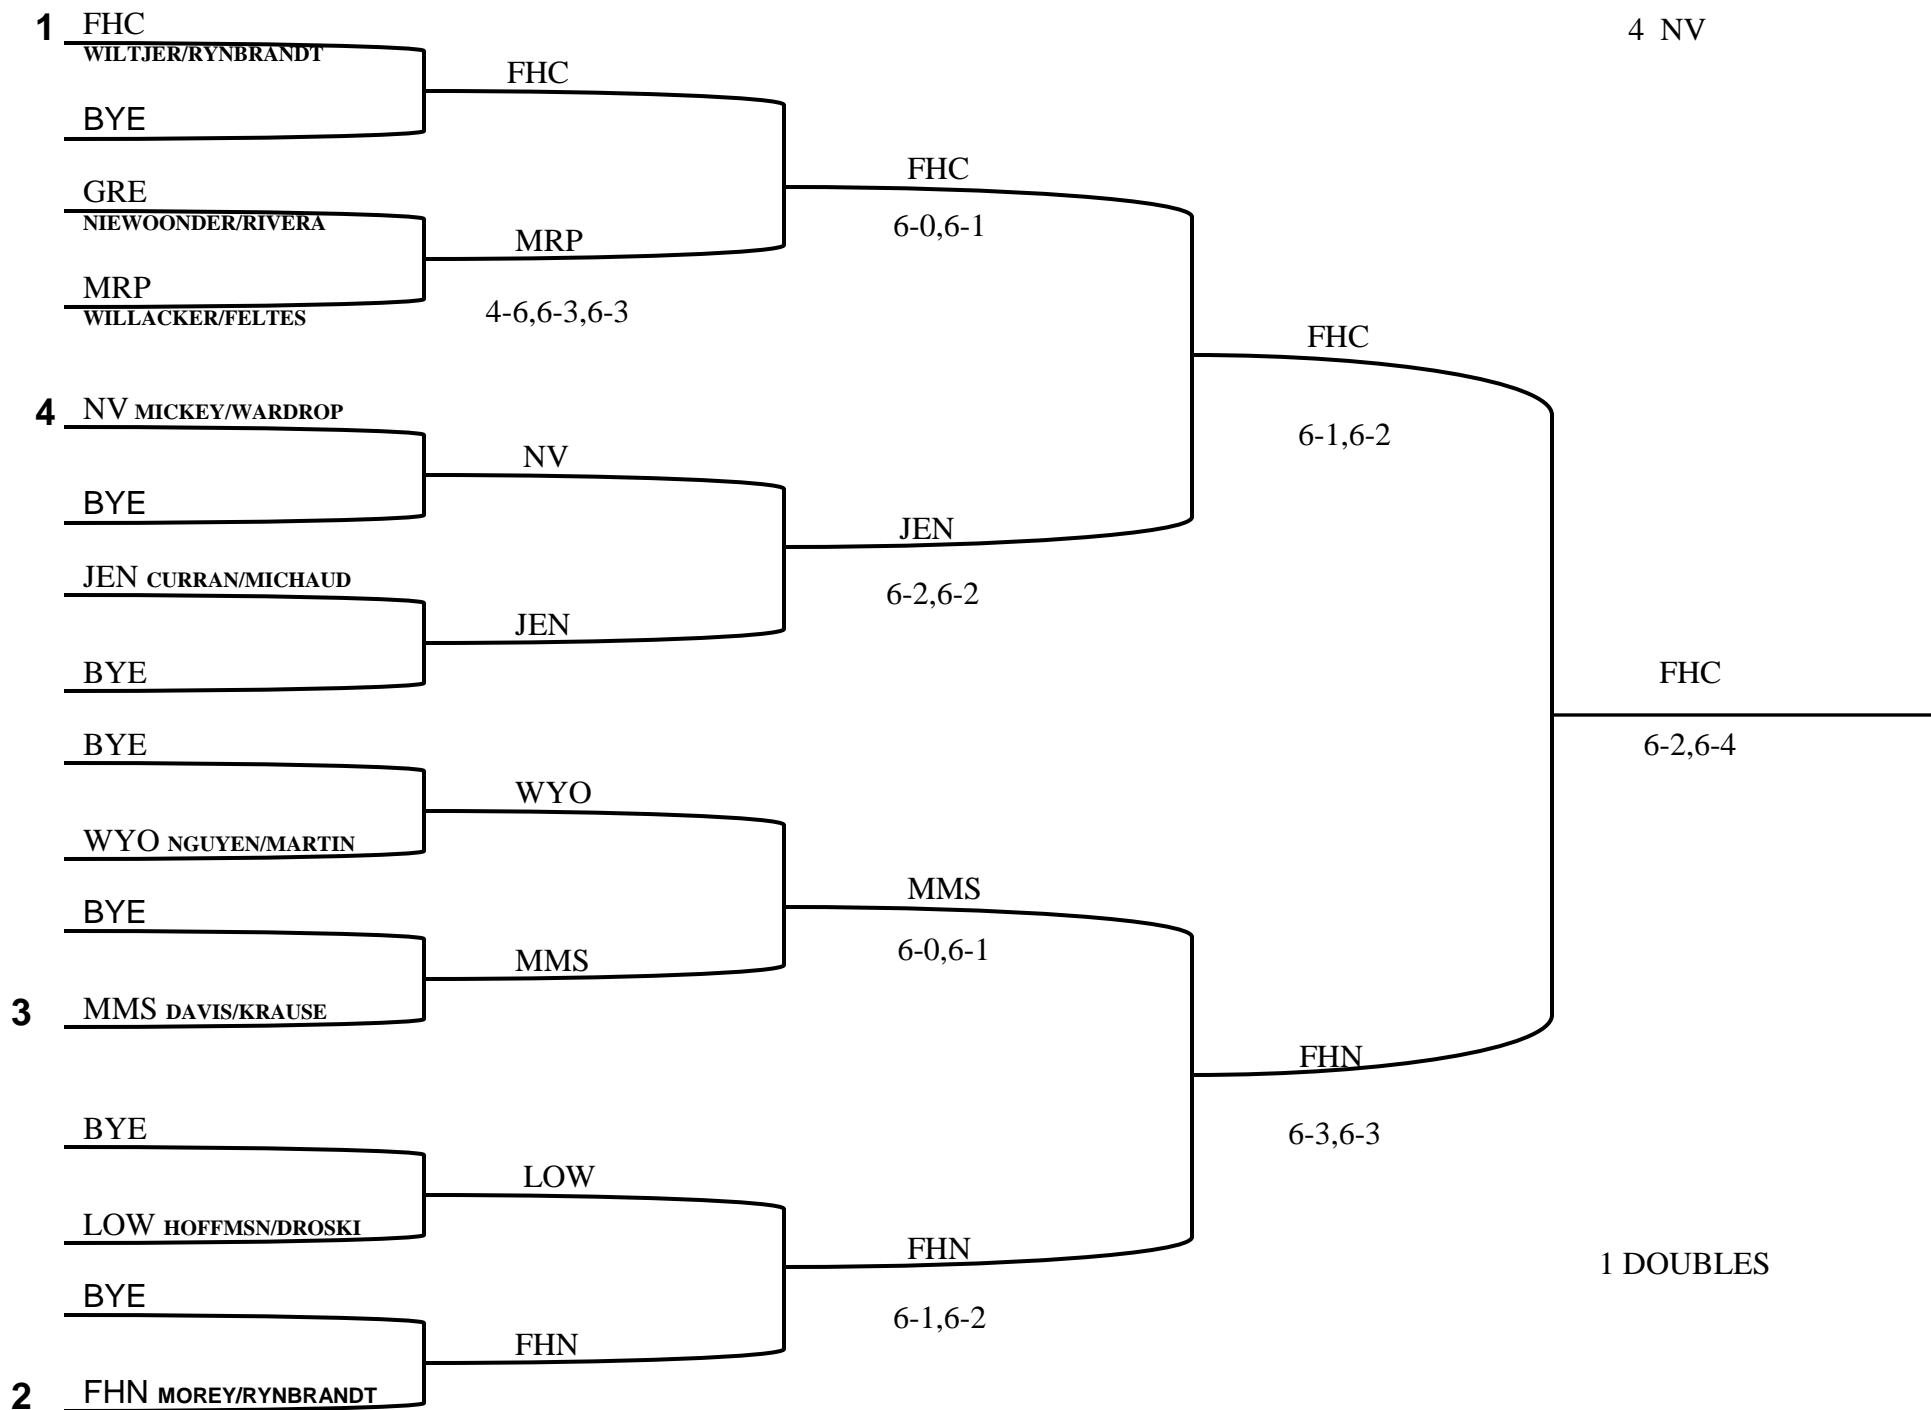 1 FHC
WILTJER/RYNBRANDT
4 NV
FHC
BYE
FHC
GRE
NIEWOONDER/RIVERA
6-0,6-1
MRP
MRP
WILLACKER/FELTES
4-6,6-3,6-3
FHC
4 NV MICKEY/WARDROP
6-1,6-2
NV
BYE
JEN
JEN CURRAN/MICHAUD
6-2,6-2
JEN
BYE
FHC
BYE
6-2,6-4
WYO
WYO NGUYEN/MARTIN
MMS
BYE
6-0,6-1
MMS
3 MMS DAVIS/KRAUSE
FHN
BYE
6-3,6-3
LOW
LOW HOFFMSN/DROSKI
FHN
1 DOUBLES
BYE
6-1,6-2
FHN
2 FHN MOREY/RYNBRANDT